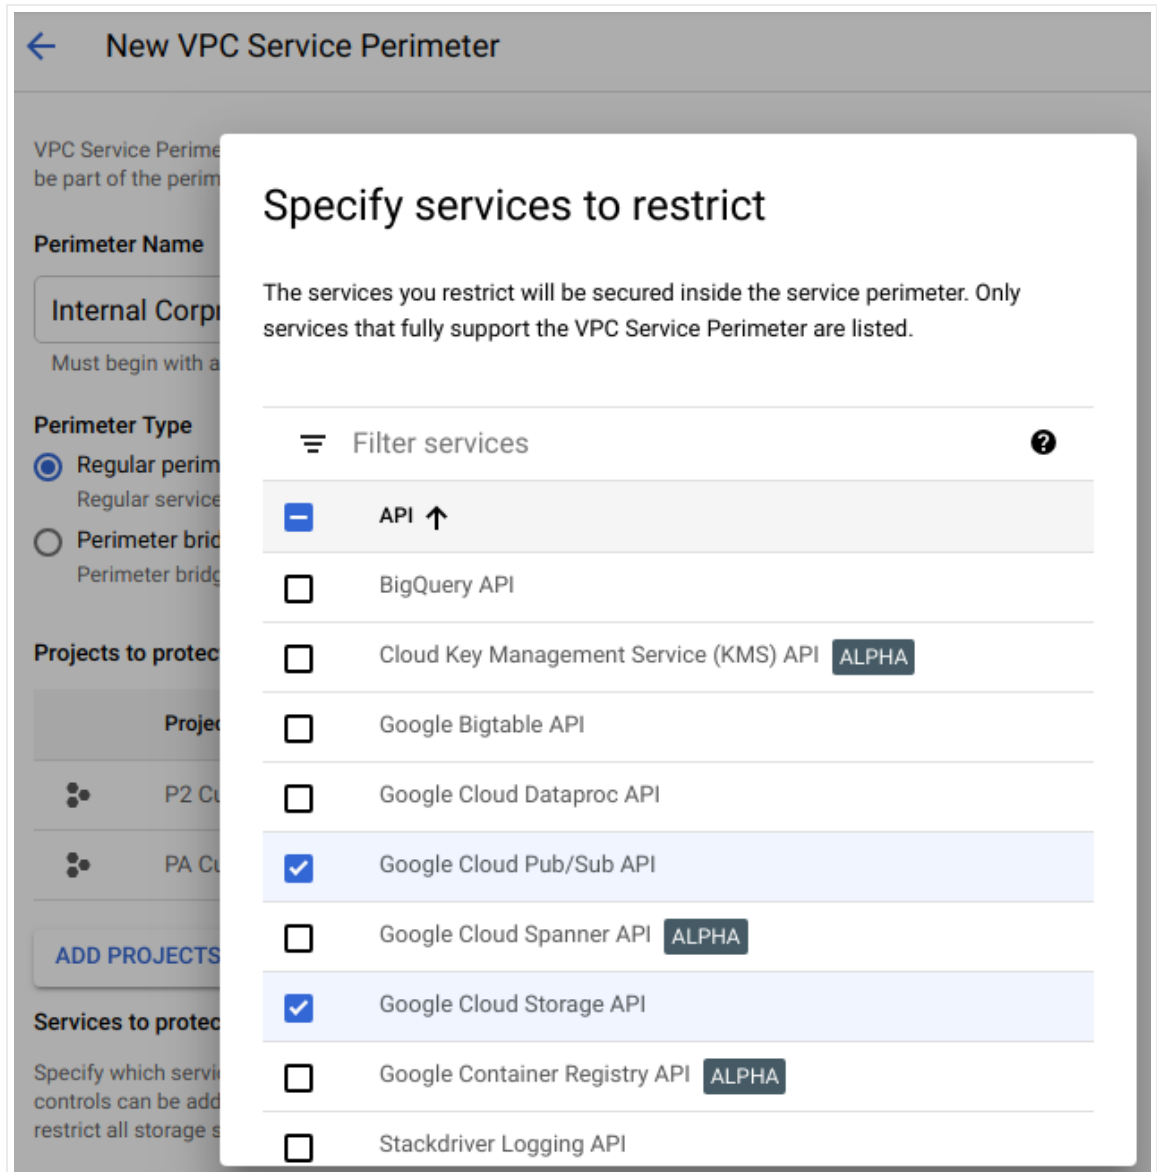 New VPC Service Perimeter
VPC Service Perime
be part of the perim
Perimeter Name
Internal Corpr
Must begin with a
Perimeter Type
Regular perim
Regular service
Perimeter brid
Perimeter bridg
Projects to protec
Projec
P2 Cu
PA Cu
ADD PROJECTS
Services to protec
Specify which servi
controls can be add
restrict all storage s
Specify services to restrict
The services you restrict will be secured inside the service perimeter. Only
services that fully support the VPC Service Perimeter are listed.
Filter services
API
BigQuery API
Cloud Key Management Service (KMS) API ALPHA
Google Bigtable API
Google Cloud Dataproc API
Google Cloud Pub/Sub API
Google Cloud Spanner API ALPHA
Google Cloud Storage API
Google Container Registry API ALPHA
Stackdriver Logging API